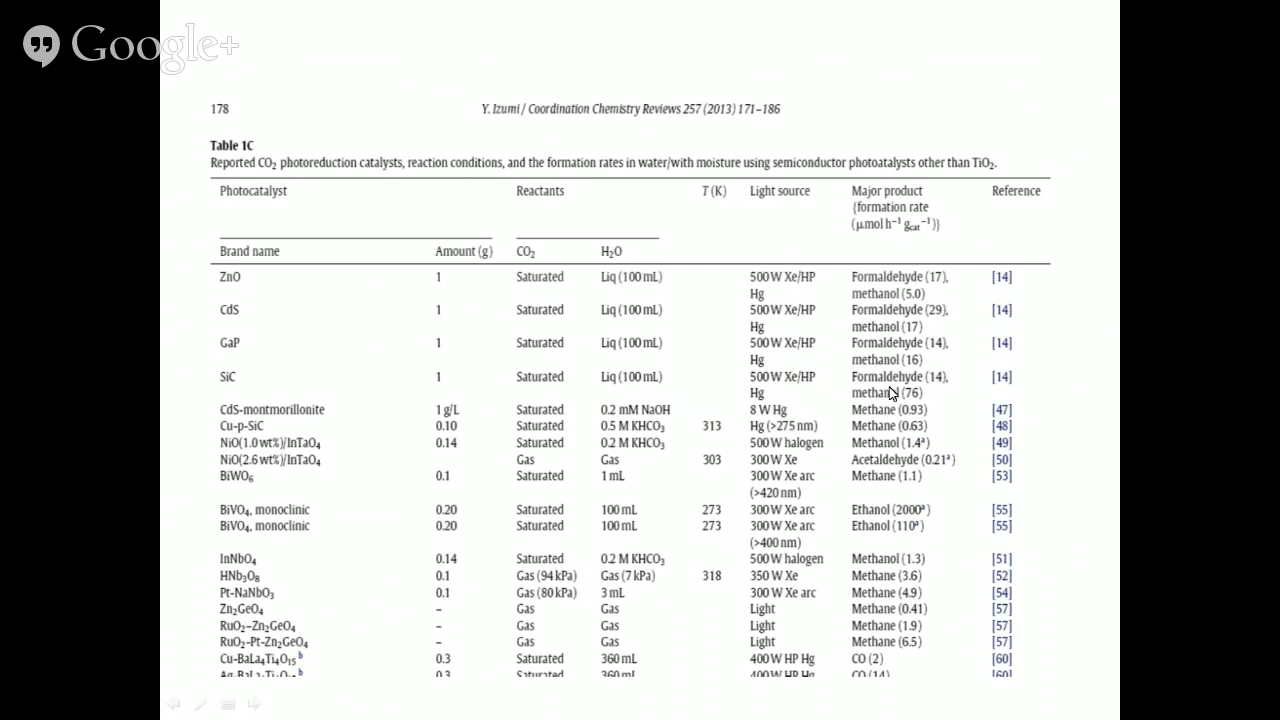 Google+
178 Y. Izumi / Coordination Chemistry Reviews 257 (2013) 171–186
Table 1C
Reported CO₂ photoreduction catalysts, reaction conditions, and the formation rates in water/with moisture using semiconductor photoatalysts other than TiO₂.
Photocatalyst Reactants T (K) Light source Major product Reference
{formation rate
(μmol h⁻¹ gcat⁻¹)}
Brand name Amount (g) CO₂ H₂O
ZnO 1 Saturated Liq (100 mL) 500 W Xe/HP Formaldehyde (17), [14]
Hg methanol (5.0)
CdS 1 Saturated Liq (100 mL) 500 W Xe/HP Formaldehyde (29), [14]
Hg methanol (17)
GaP 1 Saturated Liq (100 mL) 500 W Xe/HP Formaldehyde (14), [14]
Hg methanol (16)
SiC 1 Saturated Liq (100 mL) 500 W Xe/HP Formaldehyde (14), [14]
Hg methanol (76)
CdS-montmorillonite 1 g/L Saturated 0.2 mM NaOH 8 W Hg Methane (0.93) [47]
Cu-p-SiC 0.10 Saturated 0.5 M KHCO₃ 313 Hg (>275 nm) Methane (0.63) [48]
NiO(1.0 wt%)/InTaO₄ 0.14 Saturated 0.2 M KHCO₃ 500 W halogen Methanol (1.4ᵃ) [49]
NiO(2.6 wt%)/InTaO₄ Gas Gas 303 300 W Xe Acetaldehyde (0.21ᵃ) [50]
BiWO₆ 0.1 Saturated 1 mL 300 W Xe arc Methane (1.1) [53]
(>420 nm)
BiVO₄, monoclinic 0.20 Saturated 100 mL 273 300 W Xe arc Ethanol (2000ᵃ) [55]
BiVO₄, monoclinic 0.20 Saturated 100 mL 273 300 W Xe arc Ethanol (110ᵃ) [55]
(>400 nm)
InNbO₄ 0.14 Saturated 0.2 M KHCO₃ 500 W halogen Methanol (1.3) [51]
HNb₃O₈ 0.1 Gas (94 kPa) Gas (7 kPa) 318 350 W Xe Methane (3.6) [52]
Pt-NaNbO₃ 0.1 Gas (80 kPa) 3 mL 300 W Xe arc Methane (4.9) [54]
Zn₂GeO₄ – Gas Gas Light Methane (0.41) [57]
RuO₂–Zn₂GeO₄ – Gas Gas Light Methane (1.9) [57]
RuO₂-Pt-Zn₂GeO₄ – Gas Gas Light Methane (6.5) [57]
Cu-BaLa₄Ti₄O₁₅ ᵇ 0.3 Saturated 360 mL 400 W HP Hg CO (2) [60]
0.3 Saturated 360 mL 400 W HP Hg CO (14) [60]